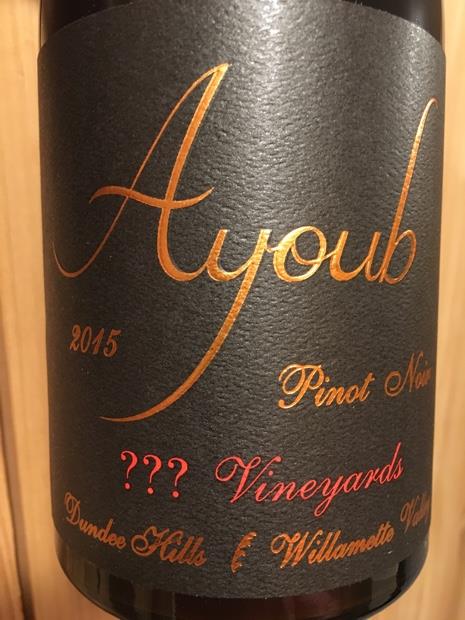 Ayoub
2015
Pinot Noir
??? Vineyards
Dundee Hills & Willamette Valley